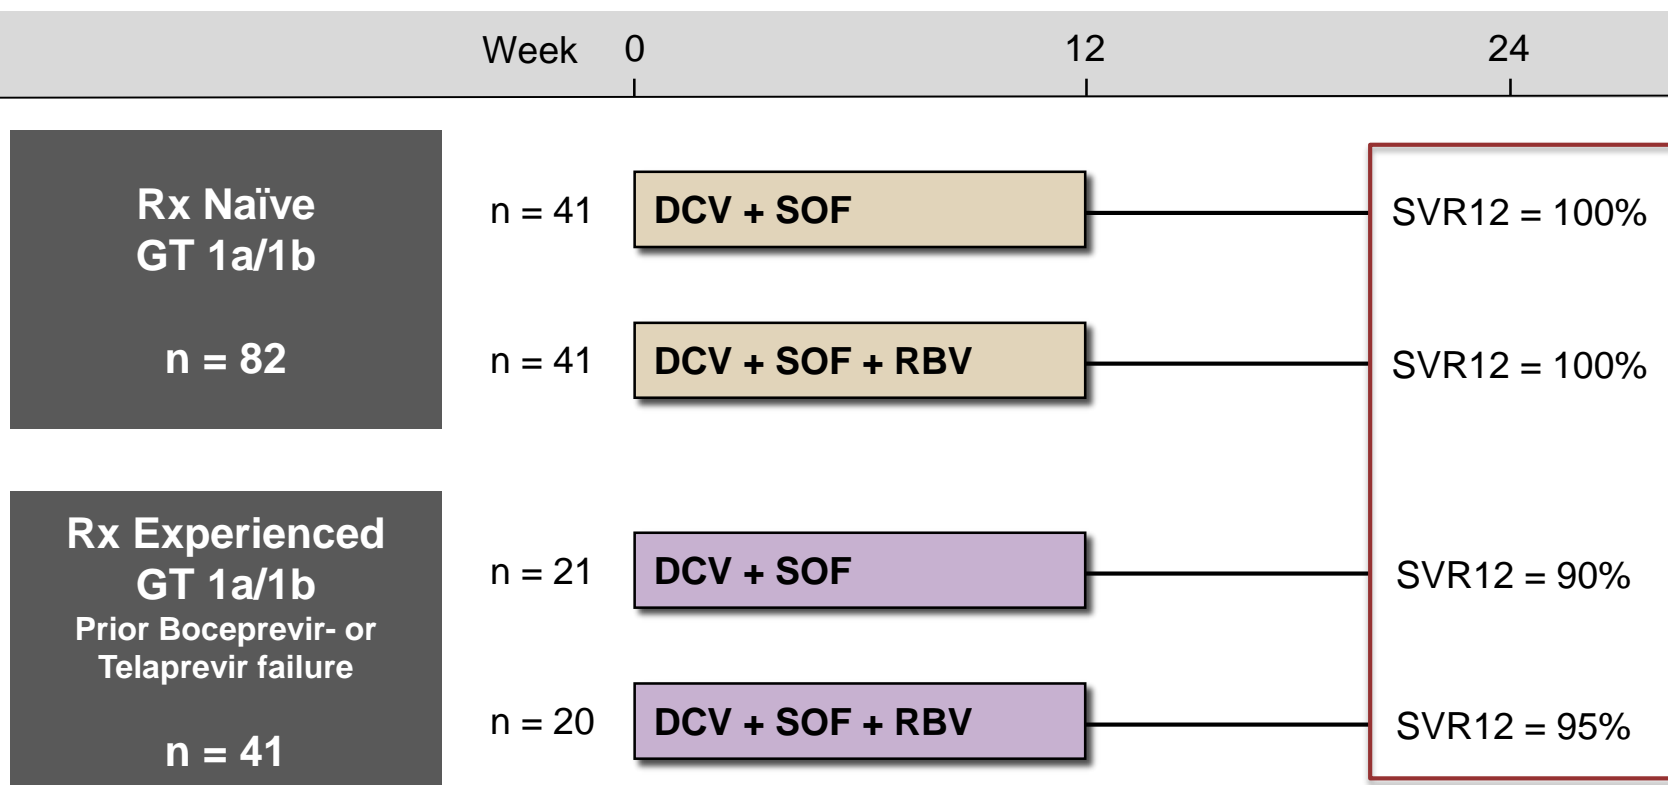 Week 0 12 24
Rx Naïve
GT 1a/1b
n = 82
n = 41 DCV + SOF SVR12 = 100%
n = 41 DCV + SOF + RBV SVR12 = 100%
Rx Experienced
GT 1a/1b
Prior Boceprevir- or
Telaprevir failure
n = 41
n = 21 DCV + SOF SVR12 = 90%
n = 20 DCV + SOF + RBV SVR12 = 95%